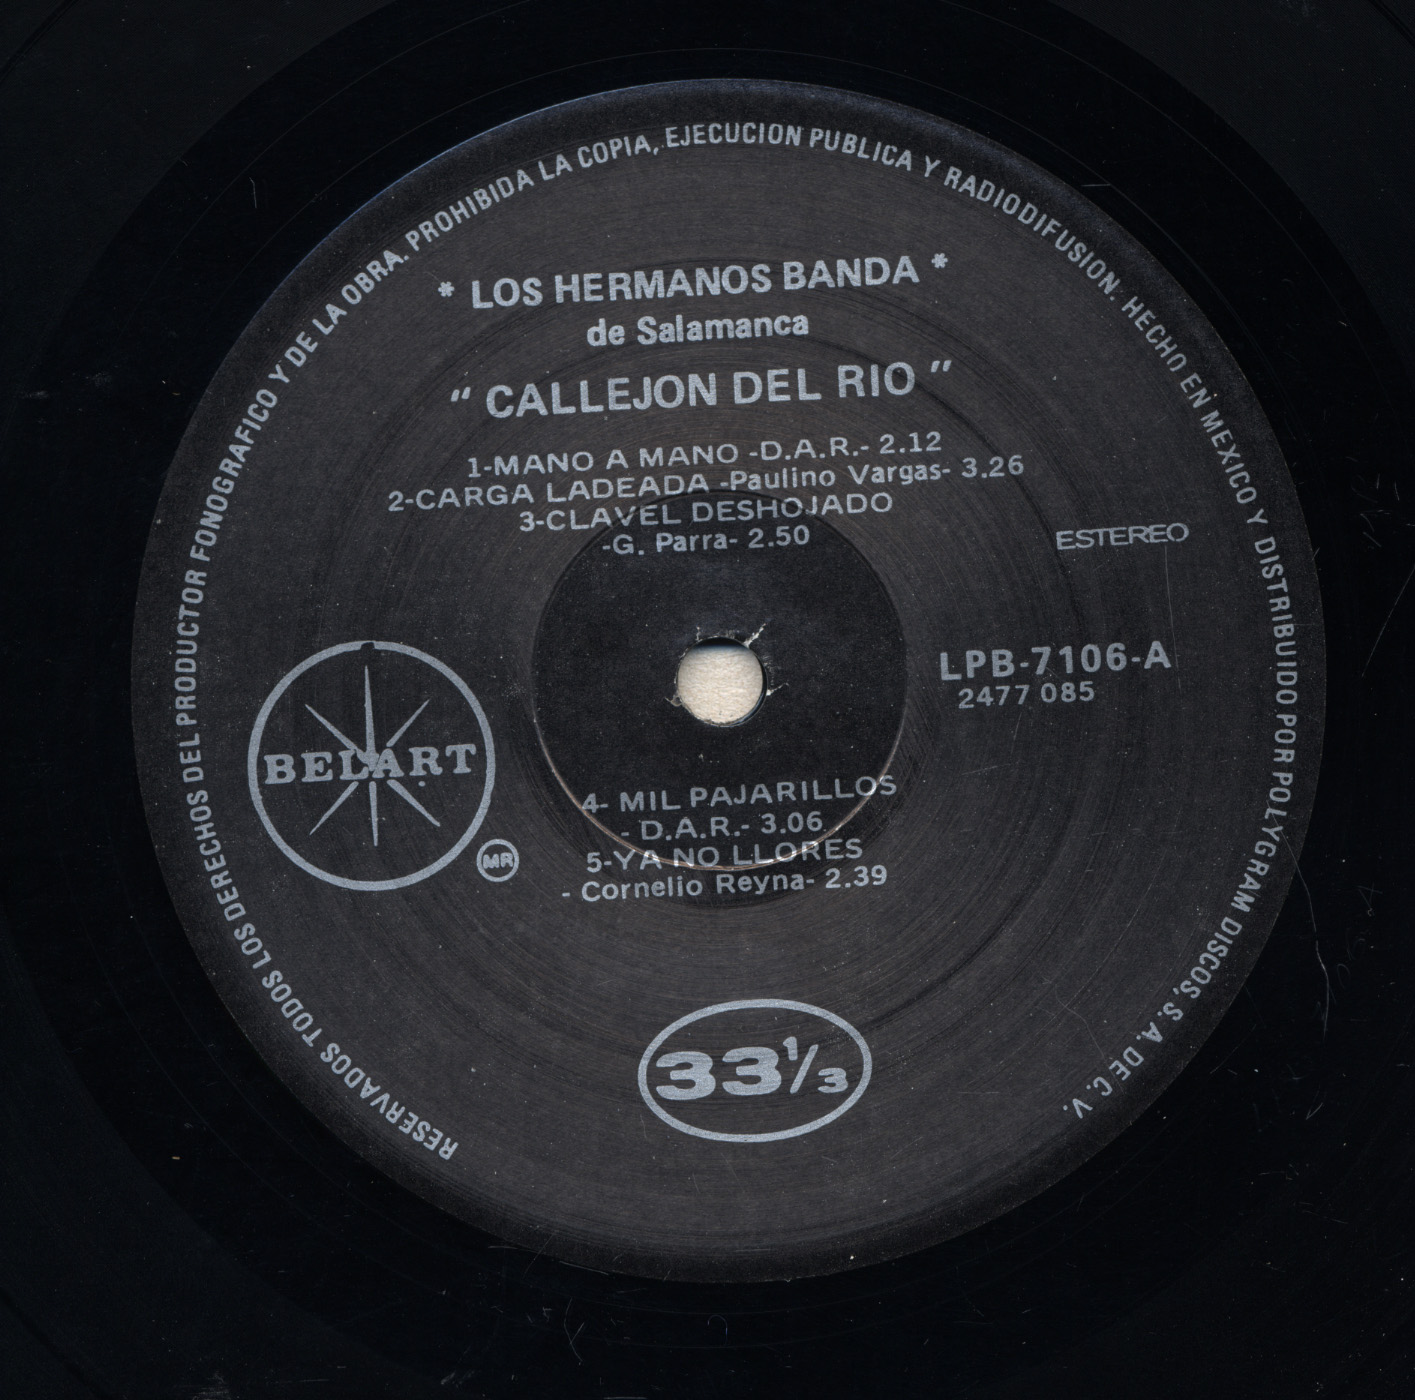 RESERVADOS TODOS LOS DERECHOS DEL PRODUCTOR FONOGRAFICO Y DE LA OBRA. PROHIBIDA LA COPIA, EJECUCION PUBLICA Y RADIODIFUSION. HECHO EN MEXICO Y DISTRIBUIDO POR POLYGRAM DISCOS, S. A. DE C. V.
* LOS HERMANOS BANDA *
de Salamanca
" CALLEJON DEL RIO "
1-MANO A MANO -D.A.R.- 2.12
2-CARGA LADEADA -Paulino Vargas- 3.26
3-CLAVEL DESHOJADO
-G. Parra- 2.50
ESTEREO
LPB-7106-A
2477 085
BELART
MR
4- MIL PAJARILLOS
- D.A.R.- 3.06
5-YA NO LLORES
- Cornelio Reyna- 2.39
33 1/3